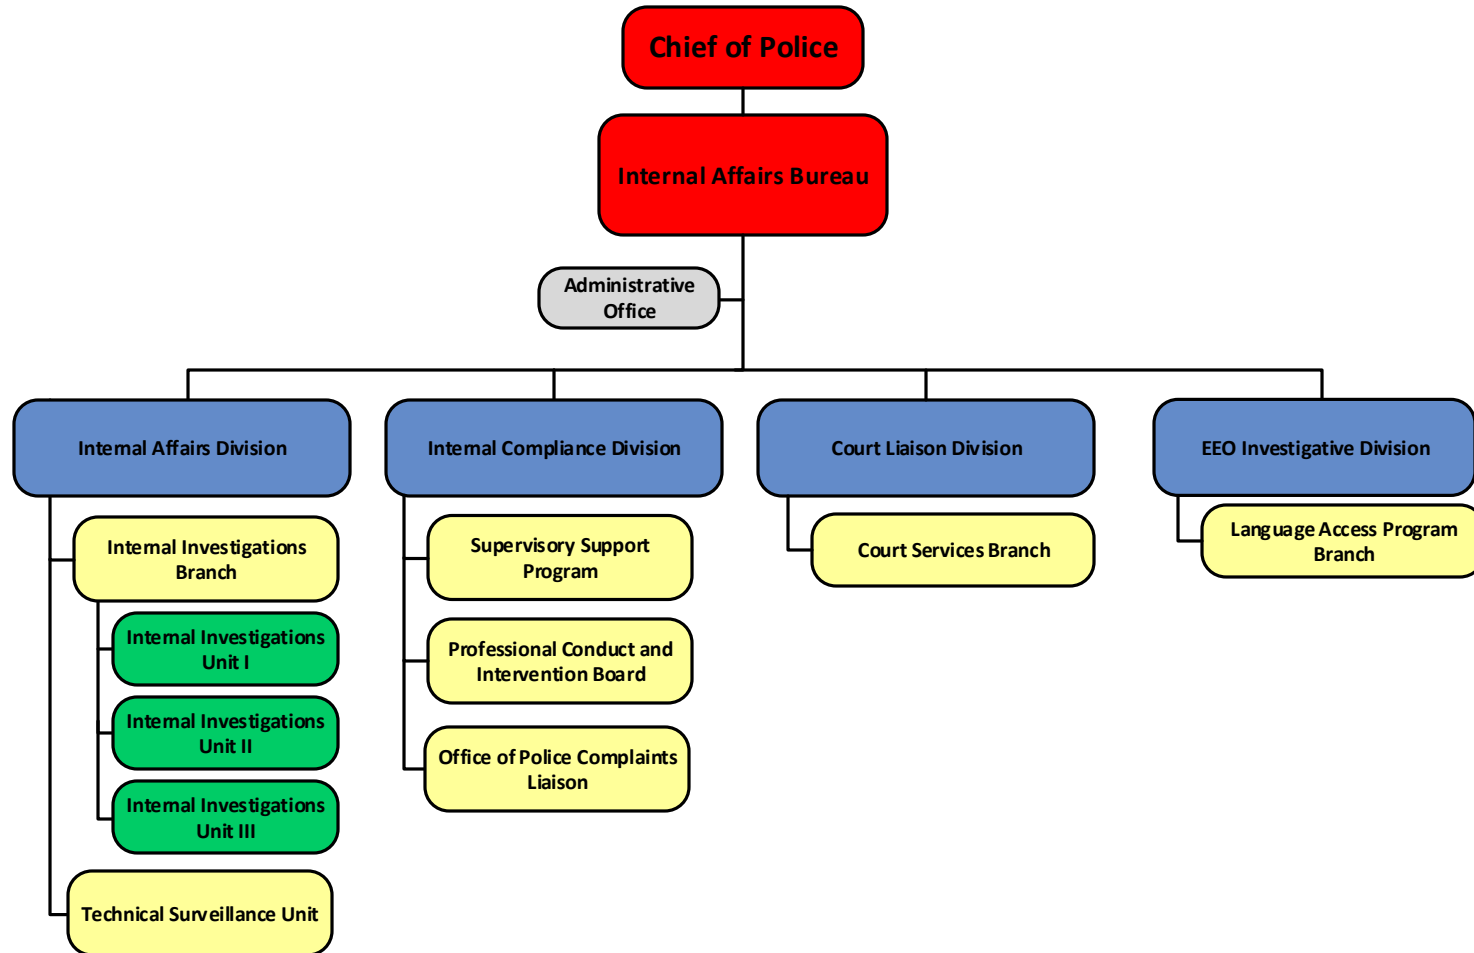 Chief of Police
Internal Affairs Bureau
Administrative
Office
Internal Affairs Division
Internal Compliance Division
Court Liaison Division
EEO Investigative Division
Internal Investigations
Branch
Internal Investigations
Unit I
Internal Investigations
Unit II
Internal Investigations
Unit III
Technical Surveillance Unit
Supervisory Support
Program
Professional Conduct and
Intervention Board
Office of Police Complaints
Liaison
Court Services Branch
Language Access Program
Branch